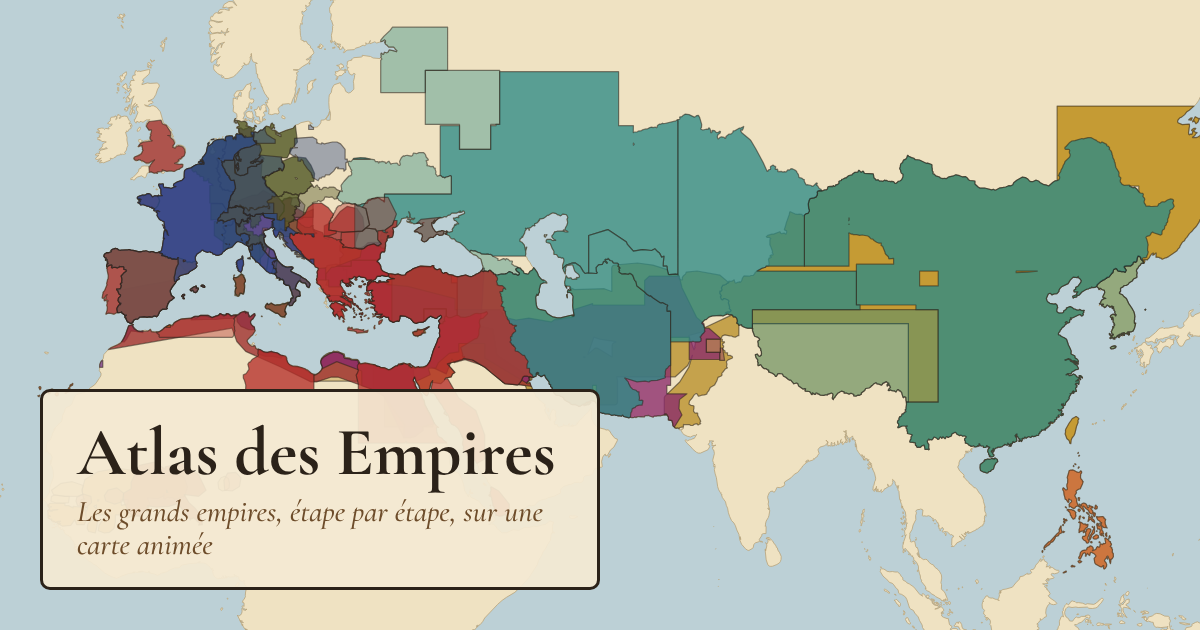 Atlas des Empires
Les grands empires, étape par étape, sur une
carte animée